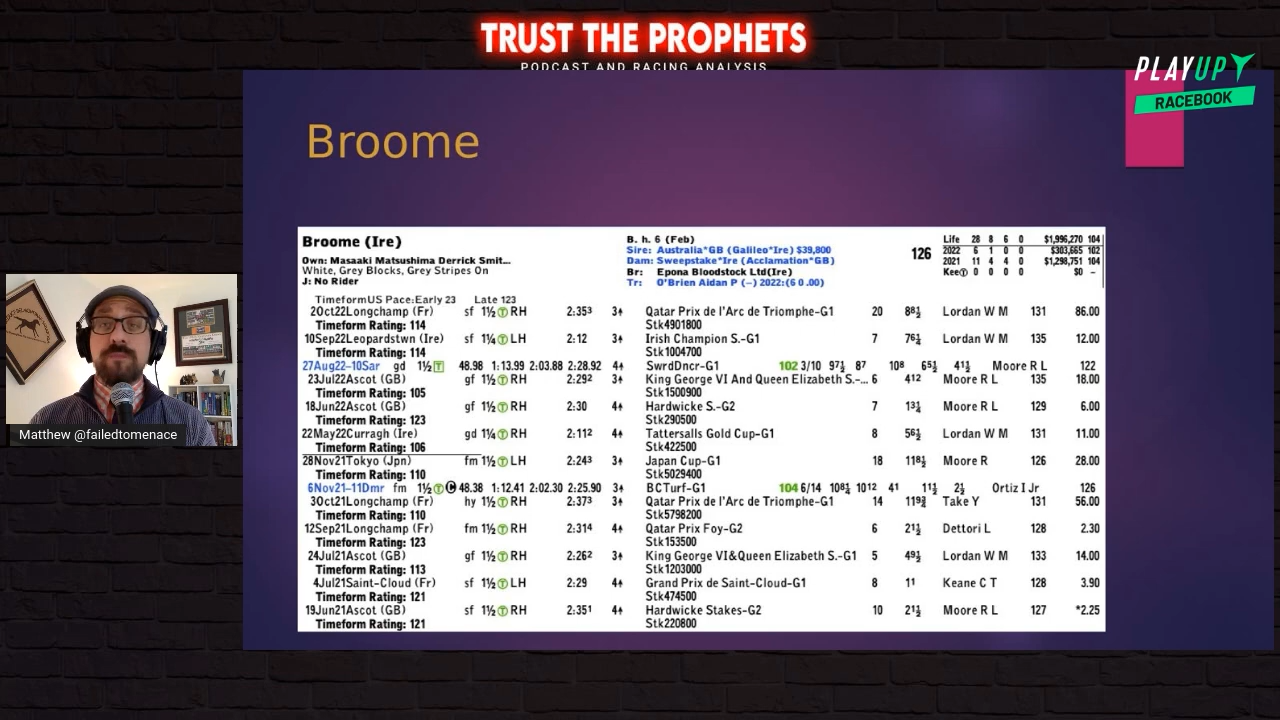 TRUST THE PROPHETS
PODCAST AND RACING ANALYSIS
PLAYUP
RACEBOOK
Broome
Broome (Ire)
Own: Masaaki Matsushima Derrick Smit...
White, Grey Blocks, Grey Stripes On
J: No Rider
B. h. 6 (Feb)
Sire: Australia*GB (Galileo*Ire) $39,800
Dam: Sweepstake*Ire (Acclamation*GB)
Br: Epona Bloodstock Ltd(Ire)
Tr: O'Brien Aidan P (—) 2022:(6 0 .00)
126
Life 28 8 6 0 $1,996,270 104
2022 6 1 0 0 $303,665 102
2021 11 4 4 0 $1,298,751 104
KeeⓉ 0 0 0 0 $0 –
TimeformUS Pace: Early 23 Late 123
2Oct22Longchamp (Fr) sf 1½ Ⓣ RH 2:35³ 3↑ Qatar Prix de l'Arc de Triomphe-G1 20 8⁸½ Lordan W M 131 86.00
Timeform Rating: 114 Stk4901800
10Sep22Leopardstwn (Ire) sf 1¼ Ⓣ LH 2:12 3↑ Irish Champion S.-G1 7 7⁶¼ Lordan W M 135 12.00
Timeform Rating: 114 Stk1004700
27Aug22-10Sar gd 1½ T 48.98 1:13.99 2:03.88 2:28.92 4↑ SwrdDncr-G1 102 3/10 9⁷½ 8⁷ 10⁸ 6⁵½ 4¹½ Moore R L 122
23Jul22Ascot (GB) gf 1½ Ⓣ RH 2:29² 3↑ King George VI And Queen Elizabeth S.-... 6 4¹² Moore R L 135 18.00
Timeform Rating: 105 Stk1500900
18Jun22Ascot (GB) gf 1½ Ⓣ RH 2:30 4↑ Hardwicke S.-G2 7 1³¼ Moore R L 129 6.00
Timeform Rating: 123 Stk290500
22May22Curragh (Ire) gd 1¼ Ⓣ RH 2:11² 4↑ Tattersalls Gold Cup-G1 8 5⁶½ Lordan W M 131 11.00
Timeform Rating: 106 Stk422500
28Nov21Tokyo (Jpn) fm 1½ Ⓣ LH 2:24³ 3↑ Japan Cup-G1 18 11⁸½ Moore R 126 28.00
Timeform Rating: 110 Stk5029400
6Nov21-11Dmr fm 1½ Ⓣ Ⓒ 48.38 1:12.41 2:02.30 2:25.90 3↑ BCTurf-G1 104 6/14 10⁸¼ 10¹² 4¹ 1¹½ 2½ Ortiz I Jr 126
3Oct21Longchamp (Fr) hy 1½ Ⓣ RH 2:37³ 3↑ Qatar Prix de l'Arc de Triomphe-G1 14 11⁹¾ Take Y 131 56.00
Timeform Rating: 110 Stk5798200
12Sep21Longchamp (Fr) fm 1½ Ⓣ RH 2:31⁴ 4↑ Qatar Prix Foy-G2 6 2¹½ Dettori L 128 2.30
Timeform Rating: 123 Stk153500
24Jul21Ascot (GB) gf 1½ Ⓣ RH 2:26² 3↑ King George VI&Queen Elizabeth S.-G1 5 4⁹½ Lordan W M 133 14.00
Timeform Rating: 113 Stk1203000
4Jul21Saint-Cloud (Fr) sf 1½ Ⓣ LH 2:29 4↑ Grand Prix de Saint-Cloud-G1 8 1¹ Keane C T 128 3.90
Timeform Rating: 121 Stk474500
19Jun21Ascot (GB) sf 1½ Ⓣ RH 2:35¹ 4↑ Hardwicke Stakes-G2 10 2¹½ Moore R L 127 *2.25
Timeform Rating: 121 Stk220800
Matthew @failedtomenace